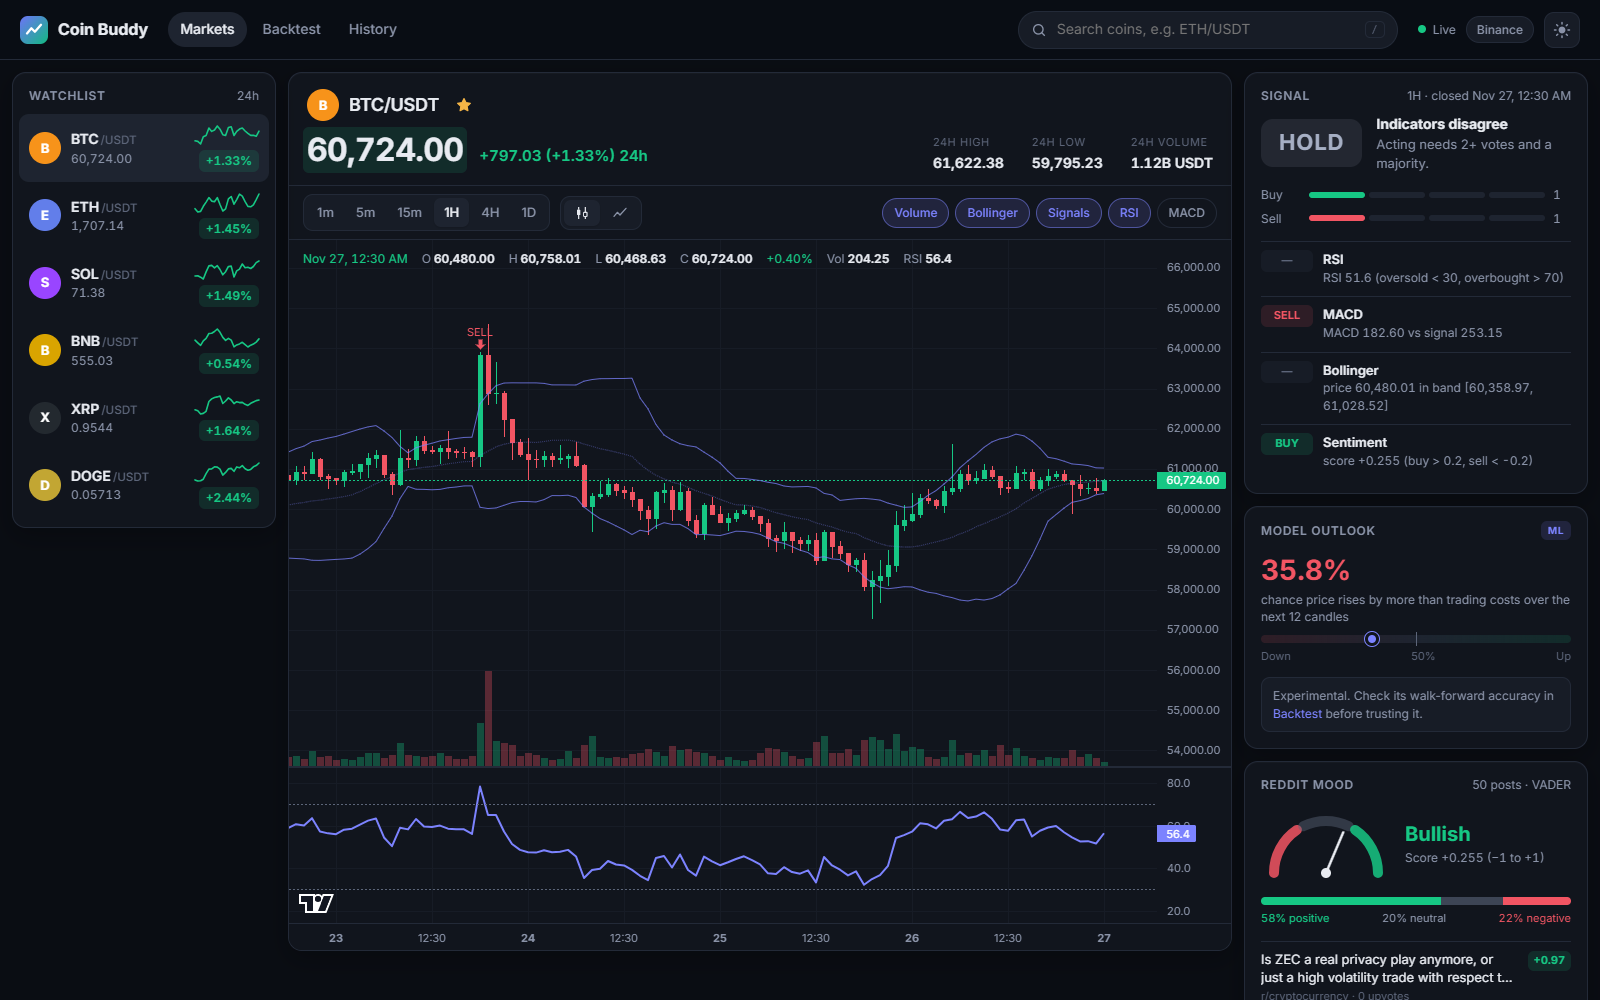 Coin Buddy
Markets
Backtest
History
Search coins, e.g. ETH/USDT
/
Live
Binance
WATCHLIST
24h
B
BTC /USDT
60,724.00
+1.33%
E
ETH /USDT
1,707.14
+1.45%
S
SOL /USDT
71.38
+1.49%
B
BNB /USDT
555.03
+0.54%
X
XRP /USDT
0.9544
+1.64%
D
DOGE /USDT
0.05713
+2.44%
B
BTC/USDT
60,724.00
+797.03 (+1.33%) 24h
24H HIGH
61,622.38
24H LOW
59,795.23
24H VOLUME
1.12B USDT
1m 5m 15m 1H 4H 1D
Volume Bollinger Signals RSI MACD
Nov 27, 12:30 AM O 60,480.00 H 60,758.01 L 60,468.63 C 60,724.00 +0.40% Vol 204.25 RSI 56.4
SELL
66,000.00
65,000.00
64,000.00
63,000.00
62,000.00
61,000.00
60,724.00
60,000.00
59,000.00
58,000.00
57,000.00
56,000.00
55,000.00
54,000.00
80.0
60.0
56.4
40.0
20.0
23 12:30 24 12:30 25 12:30 26 12:30 27
SIGNAL
1H · closed Nov 27, 12:30 AM
HOLD
Indicators disagree
Acting needs 2+ votes and a
majority.
Buy 1
Sell 1
—
RSI
RSI 51.6 (oversold < 30, overbought > 70)
SELL
MACD
MACD 182.60 vs signal 253.15
—
Bollinger
price 60,480.01 in band [60,358.97,
61,028.52]
BUY
Sentiment
score +0.255 (buy > 0.2, sell < -0.2)
MODEL OUTLOOK
ML
35.8%
chance price rises by more than trading costs over the
next 12 candles
Down 50% Up
Experimental. Check its walk-forward accuracy in
Backtest before trusting it.
REDDIT MOOD
50 posts · VADER
Bullish
Score +0.255 (−1 to +1)
58% positive 20% neutral 22% negative
Is ZEC a real privacy play anymore, or
just a high volatility trade with respect t...
+0.97
r/cryptocurrency · 0 upvotes